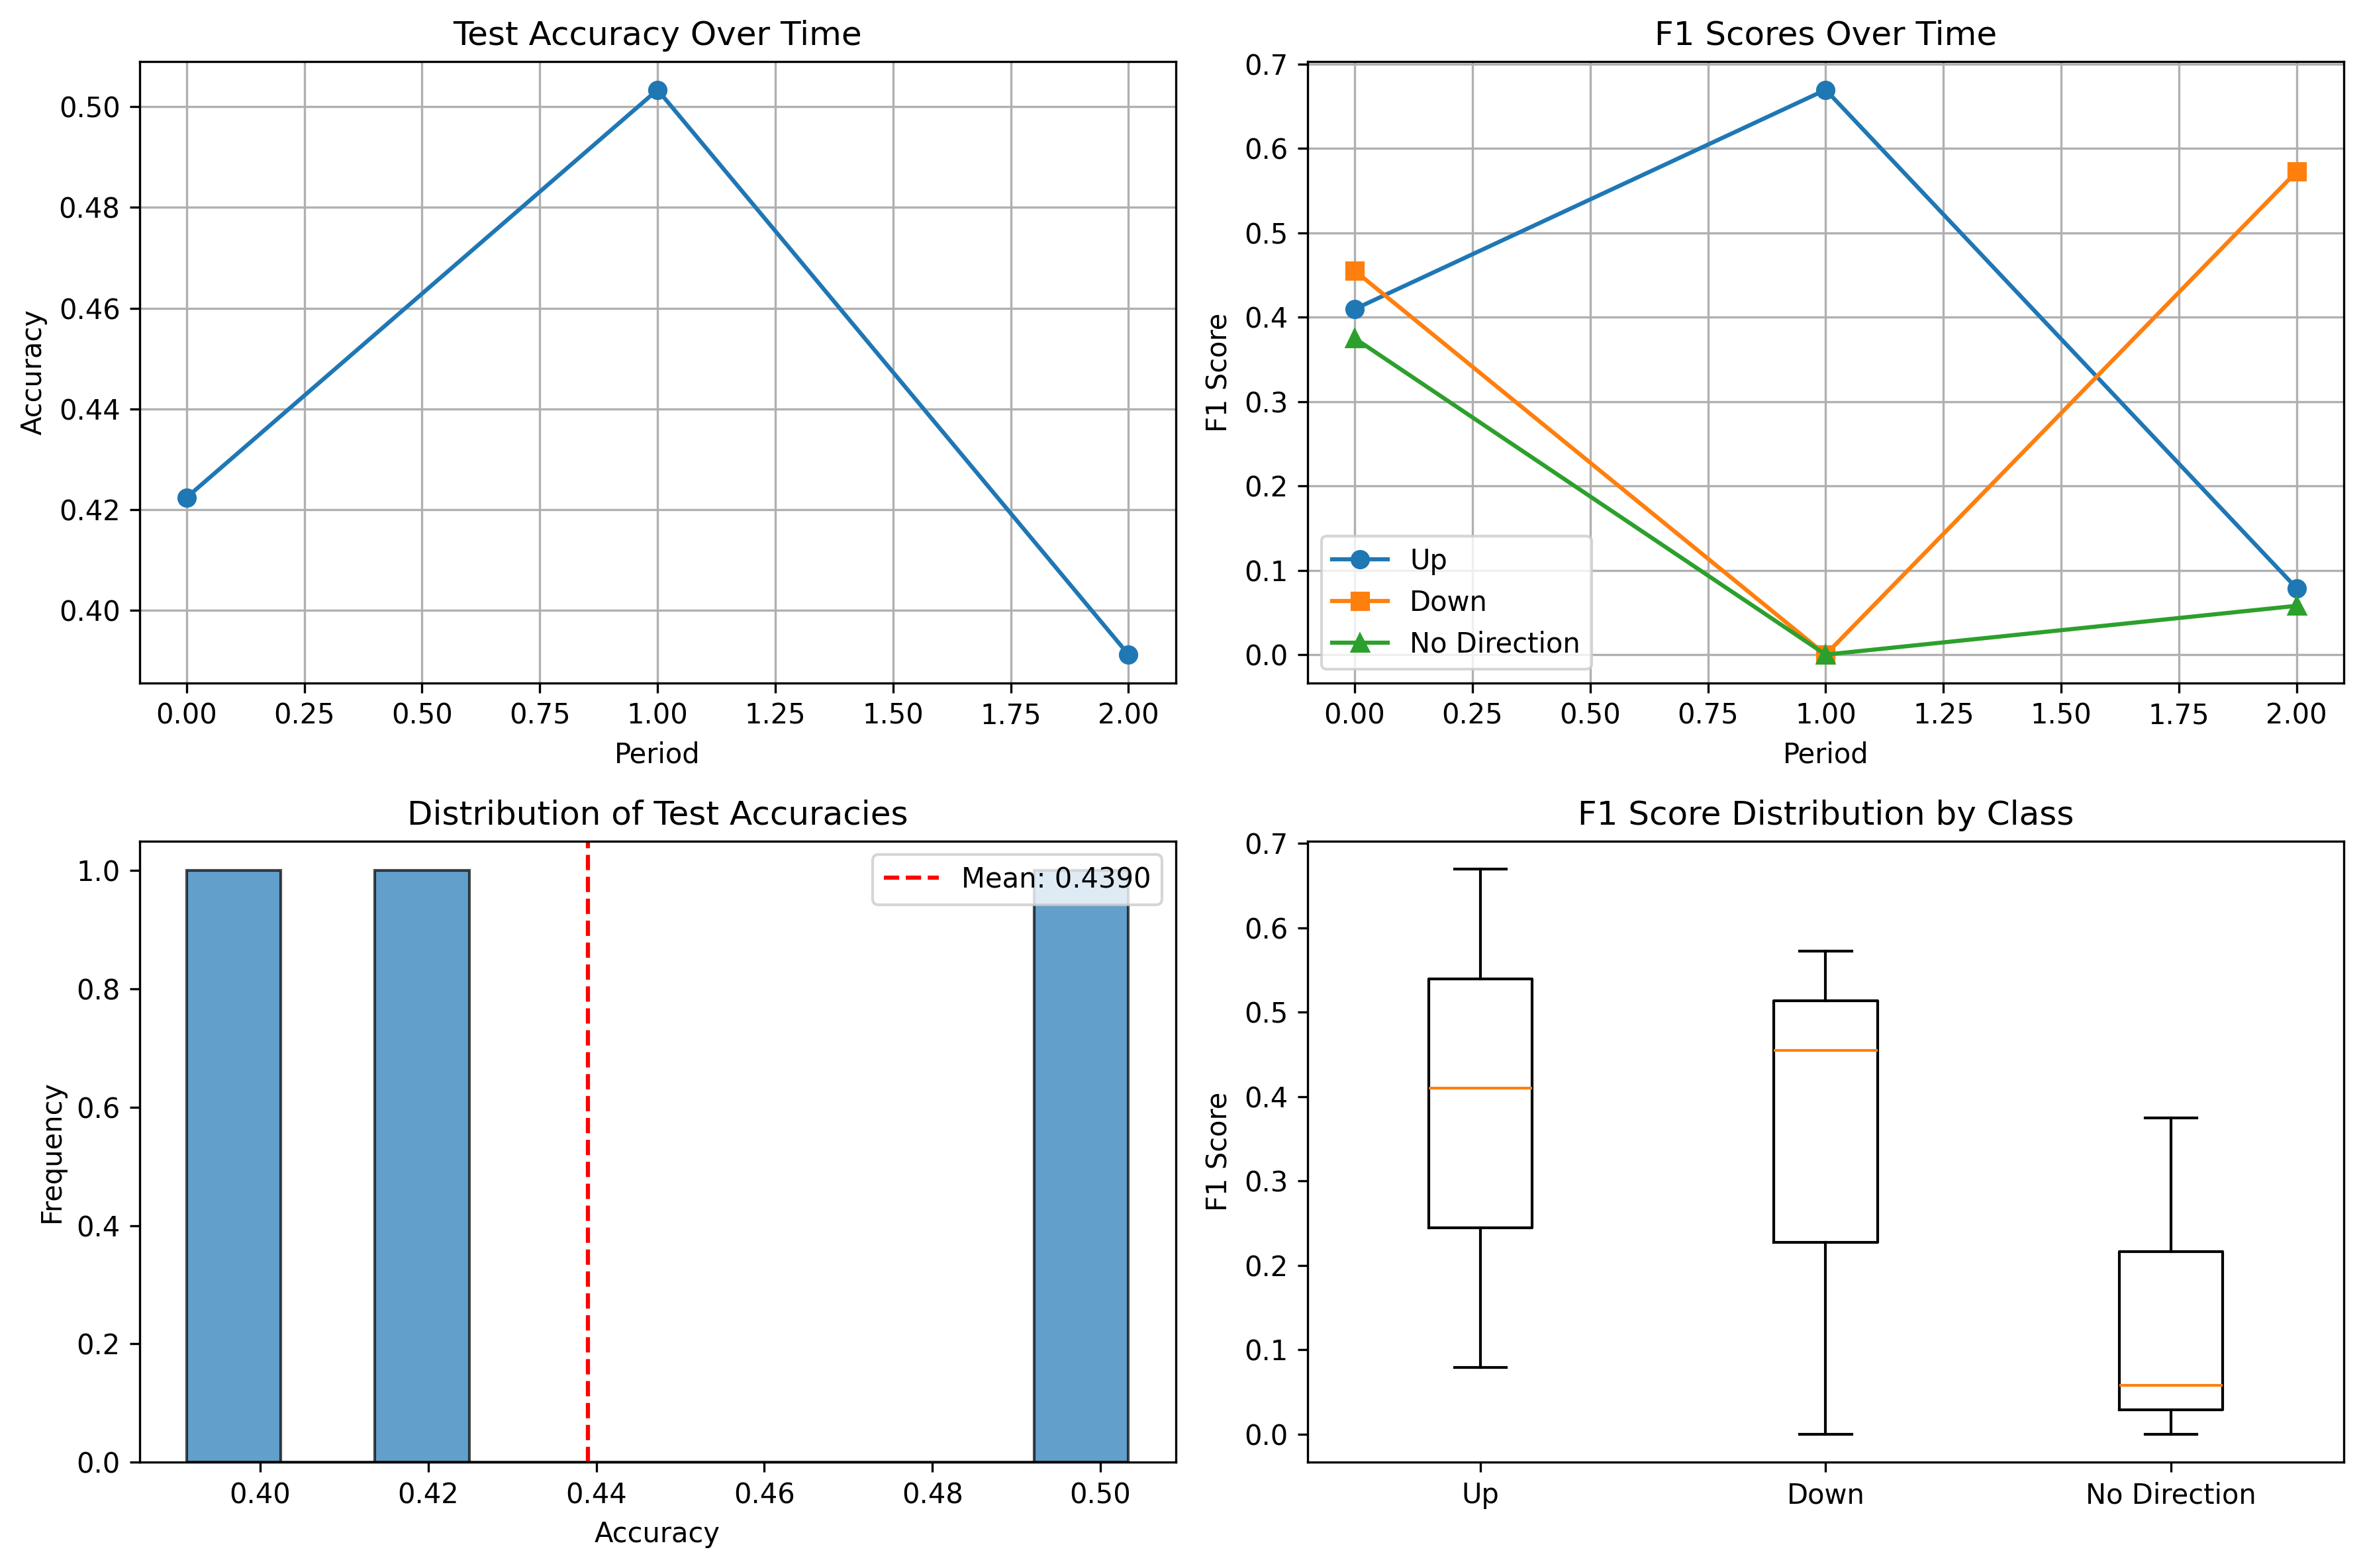 Test Accuracy Over Time
Accuracy
0.50
0.48
0.46
0.44
0.42
0.40
0.00 0.25 0.50 0.75 1.00 1.25 1.50 1.75 2.00
Period
F1 Scores Over Time
F1 Score
0.7
0.6
0.5
0.4
0.3
0.2
0.1
0.0
Up
Down
No Direction
0.00 0.25 0.50 0.75 1.00 1.25 1.50 1.75 2.00
Period
Distribution of Test Accuracies
Frequency
1.0
0.8
0.6
0.4
0.2
0.0
Mean: 0.4390
0.40 0.42 0.44 0.46 0.48 0.50
Accuracy
F1 Score Distribution by Class
F1 Score
0.7
0.6
0.5
0.4
0.3
0.2
0.1
0.0
Up Down No Direction